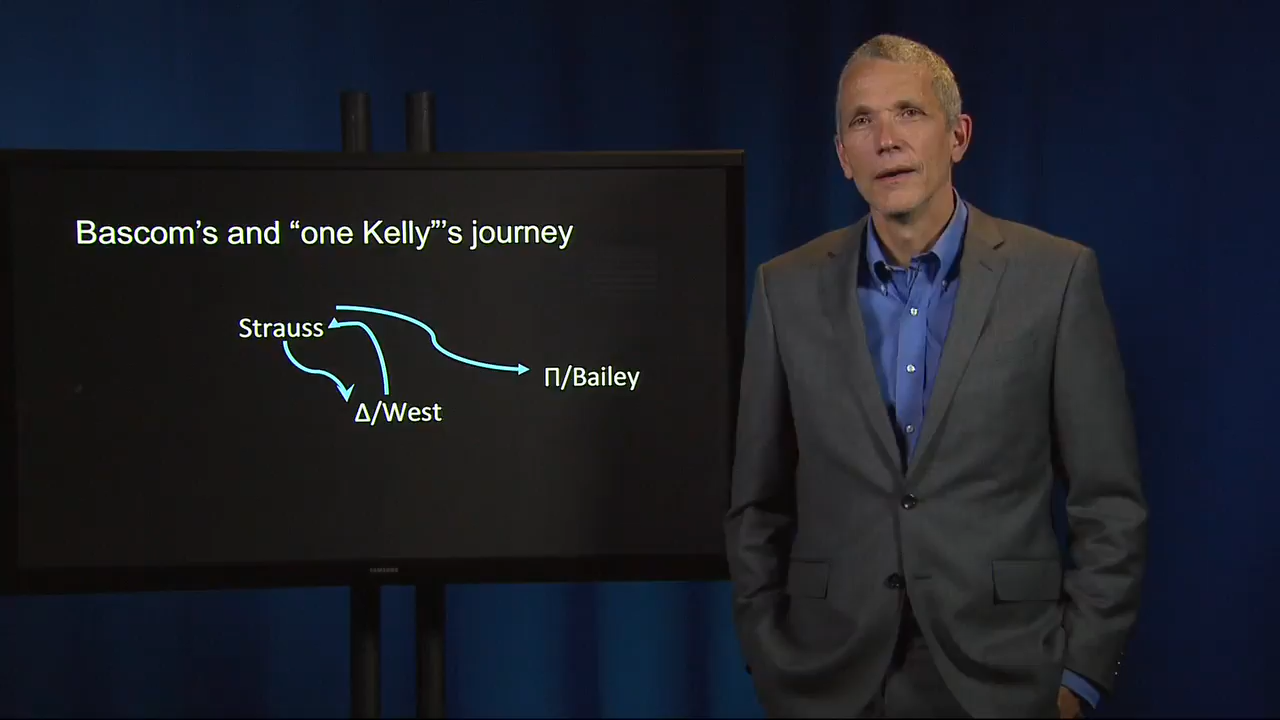 Bascom's and “one Kelly”'s journey
Strauss
Π/Bailey
Δ/West
SAMSUNG